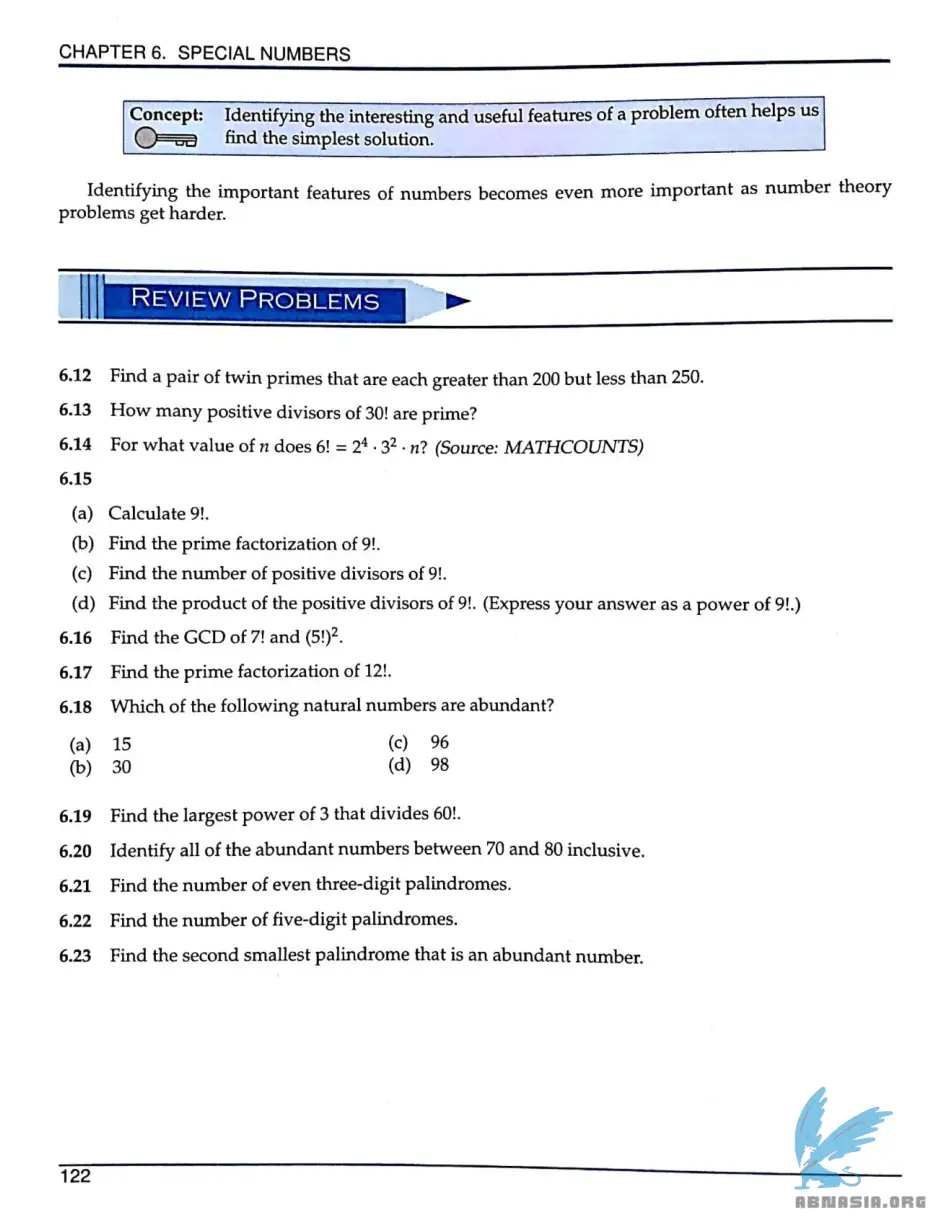 CHAPTER 6. SPECIAL NUMBERS
Concept: Identifying the interesting and useful features of a problem often helps us
find the simplest solution.
Identifying the important features of numbers becomes even more important as number theory
problems get harder.
REVIEW PROBLEMS
6.12 Find a pair of twin primes that are each greater than 200 but less than 250.
6.13 How many positive divisors of 30! are prime?
6.14 For what value of n does 6! = 2⁴ · 3² · n? (Source: MATHCOUNTS)
6.15
(a) Calculate 9!.
(b) Find the prime factorization of 9!.
(c) Find the number of positive divisors of 9!.
(d) Find the product of the positive divisors of 9!. (Express your answer as a power of 9!.)
6.16 Find the GCD of 7! and (5!)².
6.17 Find the prime factorization of 12!.
6.18 Which of the following natural numbers are abundant?
(a) 15 (c) 96
(b) 30 (d) 98
6.19 Find the largest power of 3 that divides 60!.
6.20 Identify all of the abundant numbers between 70 and 80 inclusive.
6.21 Find the number of even three-digit palindromes.
6.22 Find the number of five-digit palindromes.
6.23 Find the second smallest palindrome that is an abundant number.
122
ABNASIA.ORG